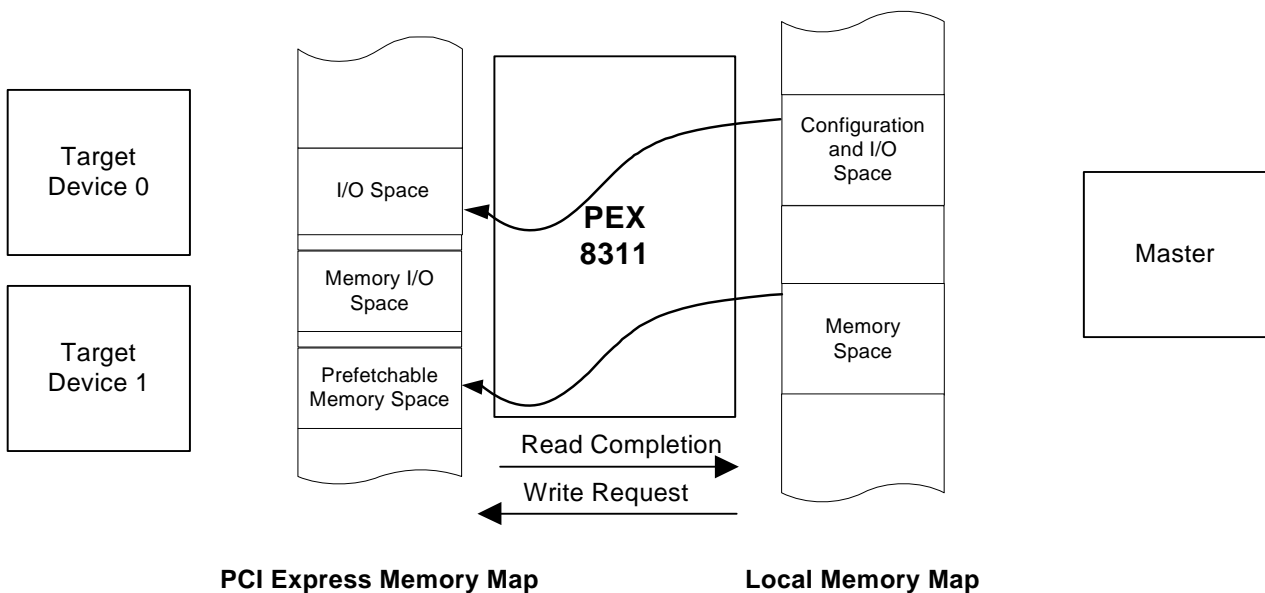 Target
Device 0
Target
Device 1
I/O Space
Memory I/O
Space
Prefetchable
Memory Space
PEX
8311
Read Completion
Write Request
Configuration
and I/O
Space
Memory
Space
Master
PCI Express Memory Map
Local Memory Map